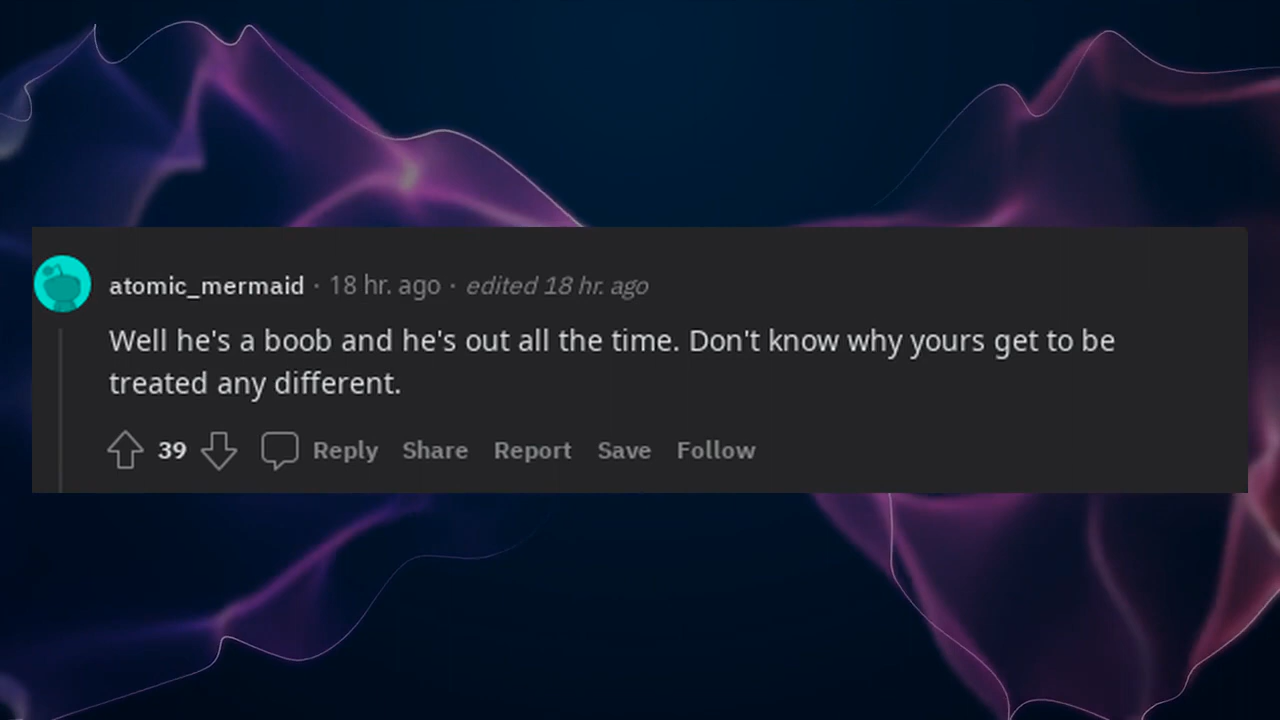 atomic_mermaid · 18 hr. ago · edited 18 hr. ago
Well he's a boob and he's out all the time. Don't know why yours get to be
treated any different.
39 Reply Share Report Save Follow